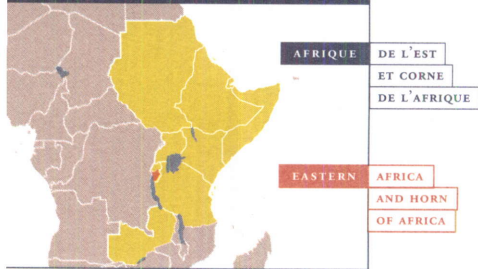 AFRIQUE DE L'EST
ET CORNE
DE L'AFRIQUE
EASTERN AFRICA
AND HORN
OF AFRICA